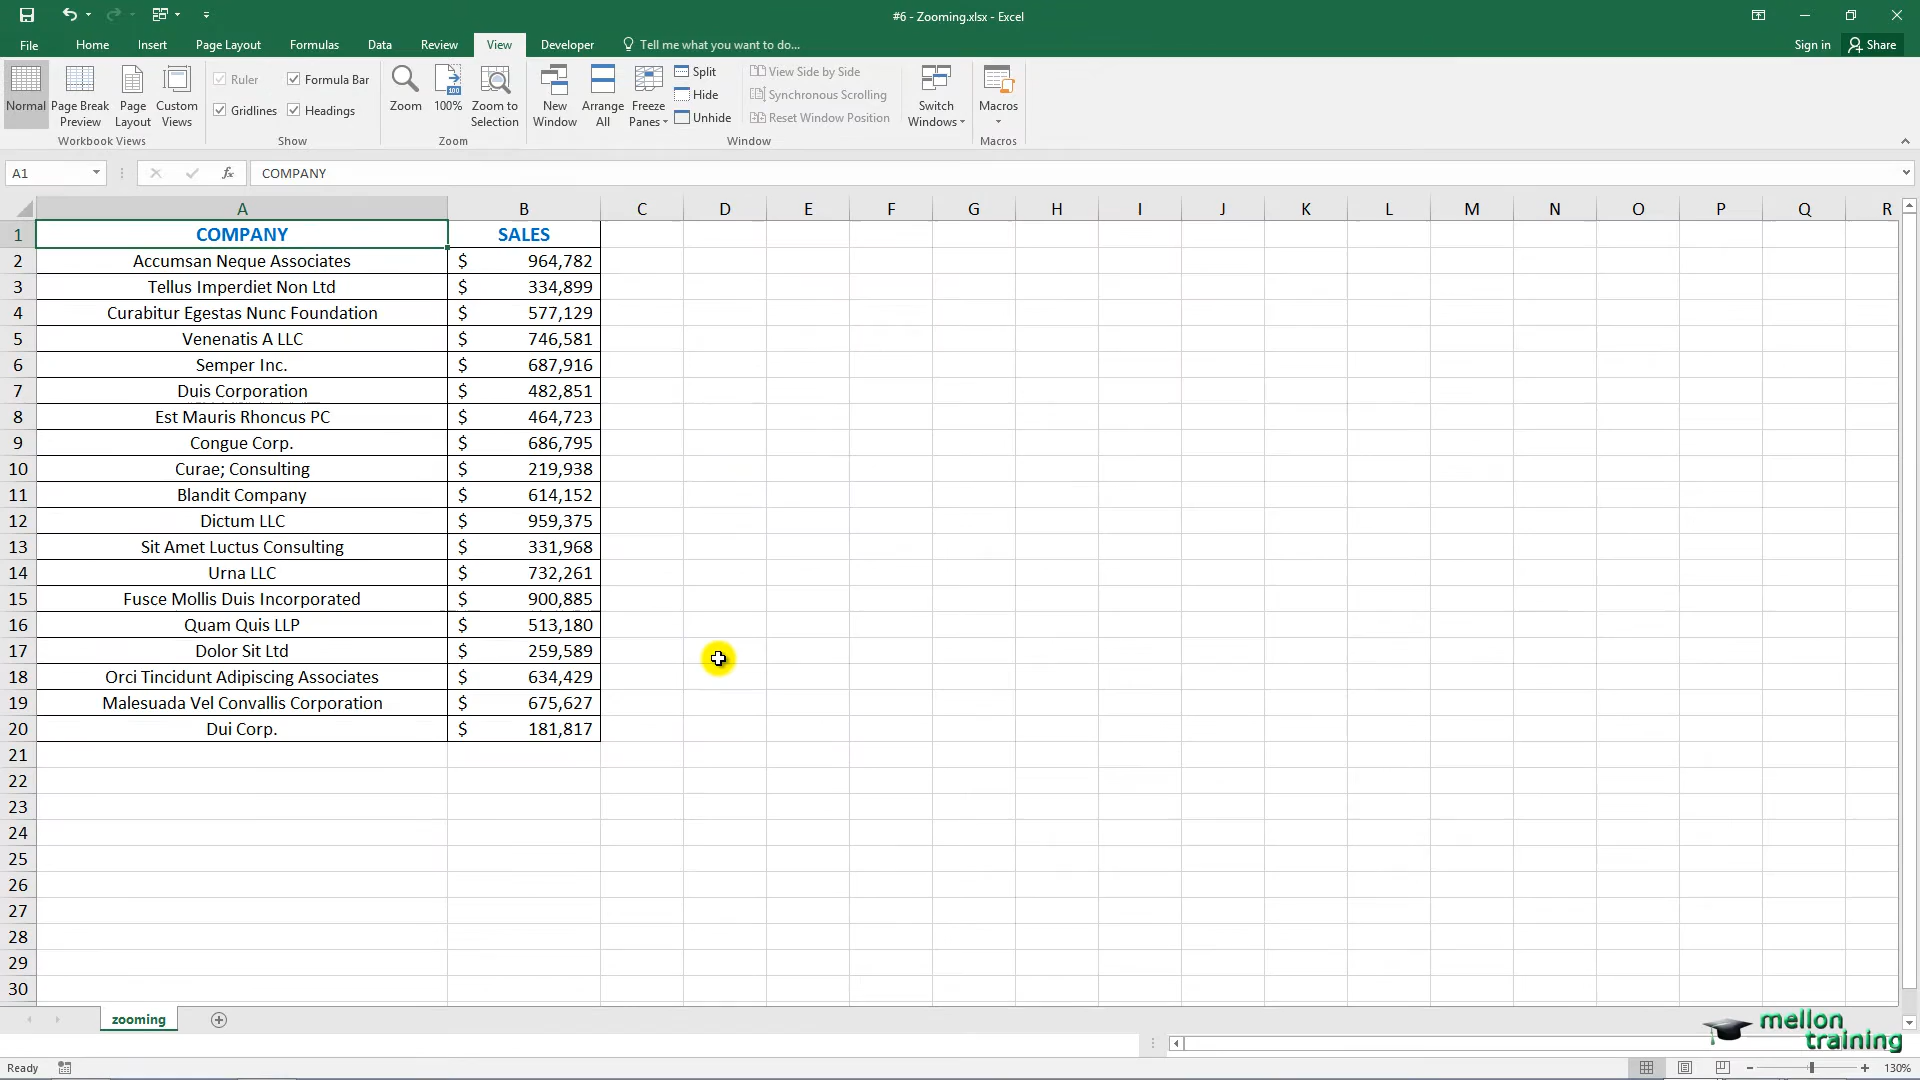 #6 - Zooming.xlsx - Excel
File Home Insert Page Layout Formulas Data Review View Developer Tell me what you want to do... Sign in Share
Normal Page Break Preview Page Layout Custom Views
Workbook Views
Ruler Formula Bar
Gridlines Headings
Show
Zoom 100% Zoom to Selection
100
Zoom
New Window Arrange All Freeze Panes
Split
Hide
Unhide
View Side by Side
Synchronous Scrolling
Reset Window Position
Switch Windows
Window
Macros
Macros
A1 fx COMPANY
A B C D E F G H I J K L M N O P Q R
1 COMPANY SALES
2 Accumsan Neque Associates $ 964,782
3 Tellus Imperdiet Non Ltd $ 334,899
4 Curabitur Egestas Nunc Foundation $ 577,129
5 Venenatis A LLC $ 746,581
6 Semper Inc. $ 687,916
7 Duis Corporation $ 482,851
8 Est Mauris Rhoncus PC $ 464,723
9 Congue Corp. $ 686,795
10 Curae; Consulting $ 219,938
11 Blandit Company $ 614,152
12 Dictum LLC $ 959,375
13 Sit Amet Luctus Consulting $ 331,968
14 Urna LLC $ 732,261
15 Fusce Mollis Duis Incorporated $ 900,885
16 Quam Quis LLP $ 513,180
17 Dolor Sit Ltd $ 259,589
18 Orci Tincidunt Adipiscing Associates $ 634,429
19 Malesuada Vel Convallis Corporation $ 675,627
20 Dui Corp. $ 181,817
21
22
23
24
25
26
27
28
29
30
zooming
mellon
training
Ready 130%